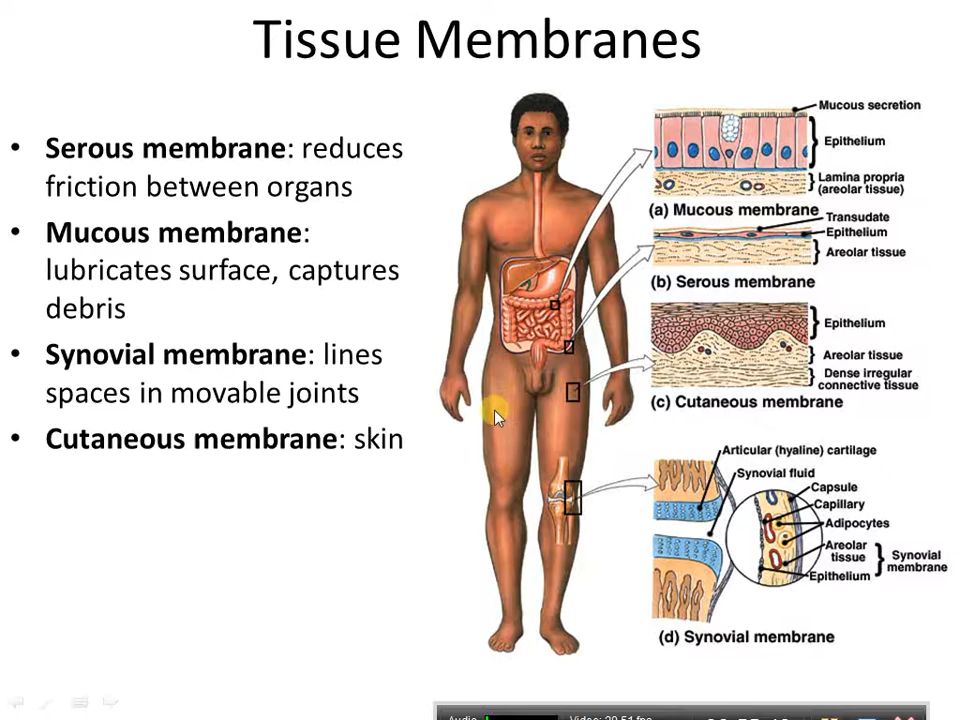 Tissue Membranes
• Serous membrane: reduces
friction between organs
• Mucous membrane:
lubricates surface, captures
debris
• Synovial membrane: lines
spaces in movable joints
• Cutaneous membrane: skin
Mucous secretion
Epithelium
Lamina propria
(areolar tissue)
(a) Mucous membrane
Transudate
Epithelium
Areolar tissue
(b) Serous membrane
Epithelium
Areolar tissue
Dense irregular
connective tissue
(c) Cutaneous membrane
Articular (hyaline) cartilage
Synovial fluid
Capsule
Capillary
Adipocytes
Areolar
tissue
Epithelium
Synovial
membrane
(d) Synovial membrane